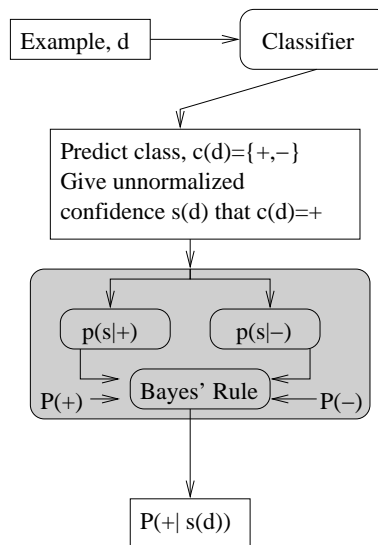 Example, d
Classifier
Predict class, c(d)={+,−}
Give unnormalized
confidence s(d) that c(d)=+
p(s|+)
p(s|−)
Bayes' Rule
P(+)
P(−)
P(+| s(d))